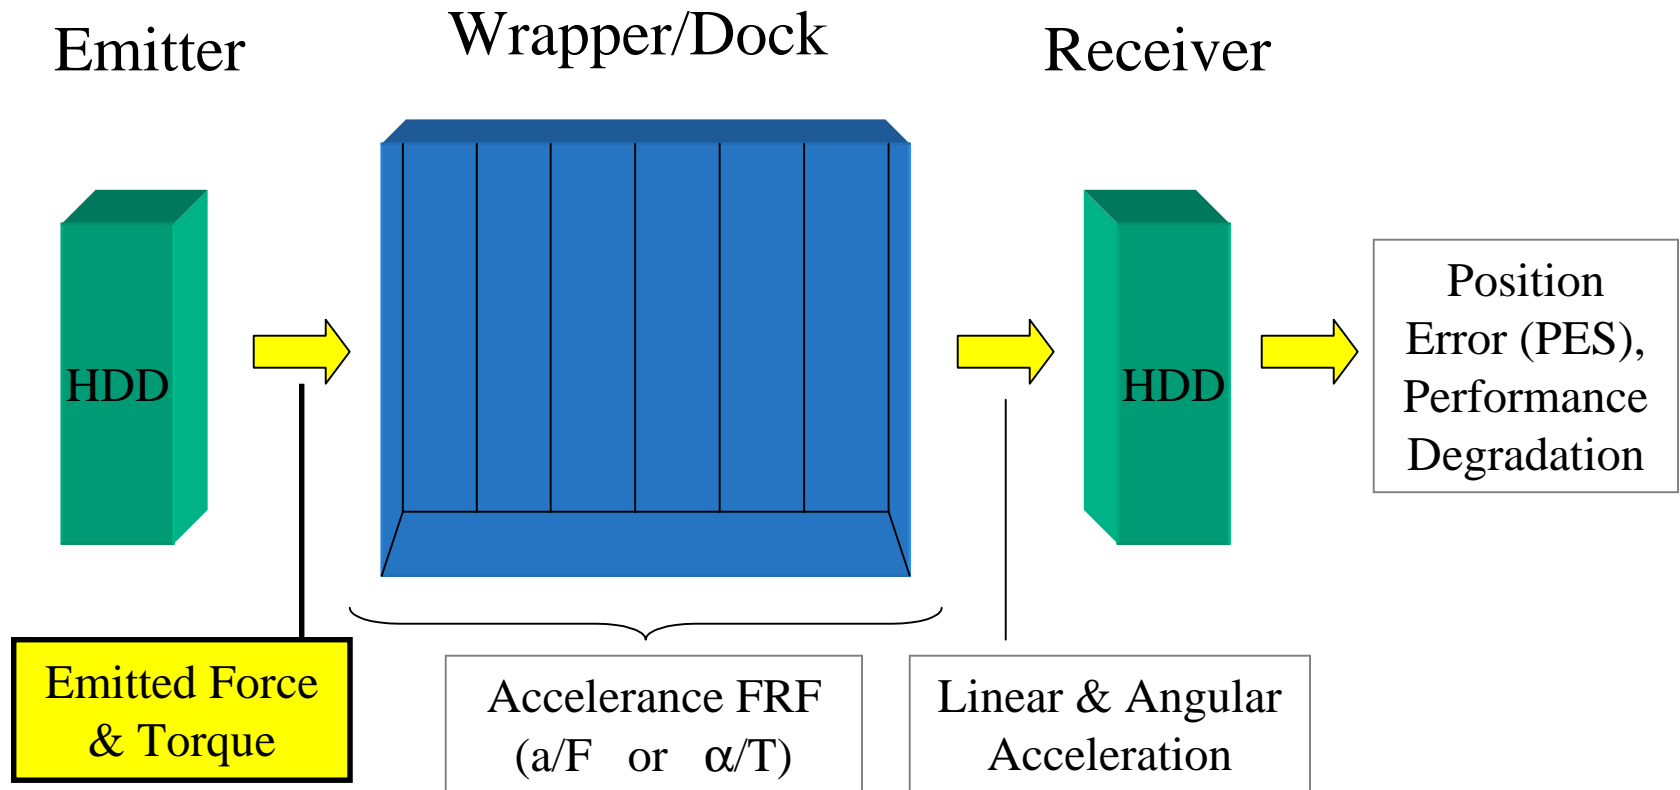 Emitter
Wrapper/Dock
Receiver
HDD
HDD
Position
Error (PES),
Performance
Degradation
Emitted Force
& Torque
Accelerance FRF
(a/F or α/T)
Linear & Angular
Acceleration